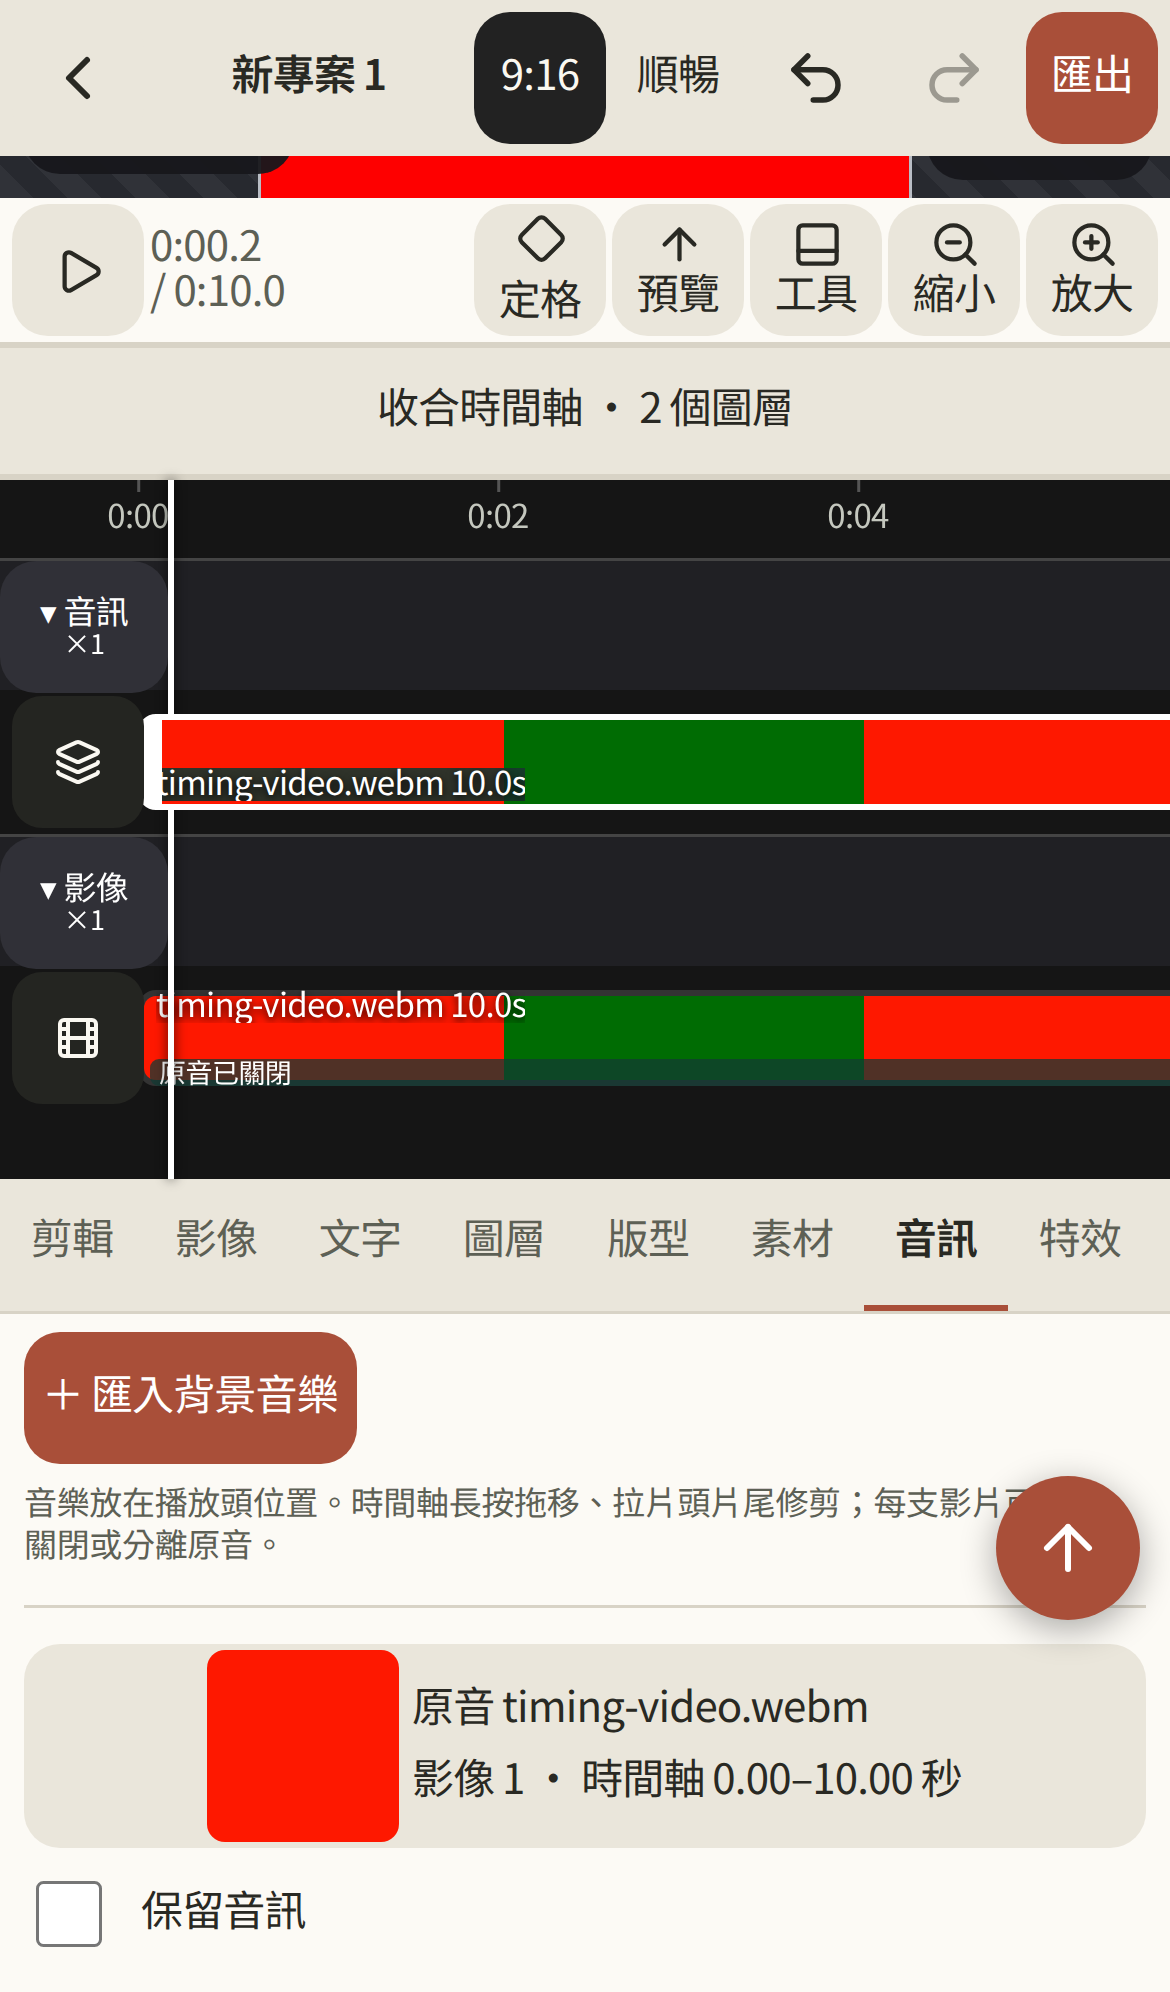 新專案 1
9:16
順暢
匯出
0:00.2
/ 0:10.0
定格
預覽
工具
縮小
放大
收合時間軸 · 2 個圖層
0:00
0:02
0:04
▾ 音訊
×1
timing-video.webm 10.0s
▾ 影像
×1
timing-video.webm 10.0s
原音已關閉
剪輯
影像
文字
圖層
版型
素材
音訊
特效
＋ 匯入背景音樂
音樂放在播放頭位置。時間軸長按拖移、拉片頭片尾修剪；每支影片
關閉或分離原音。
原音 timing-video.webm
影像 1 · 時間軸 0.00–10.00 秒
保留音訊